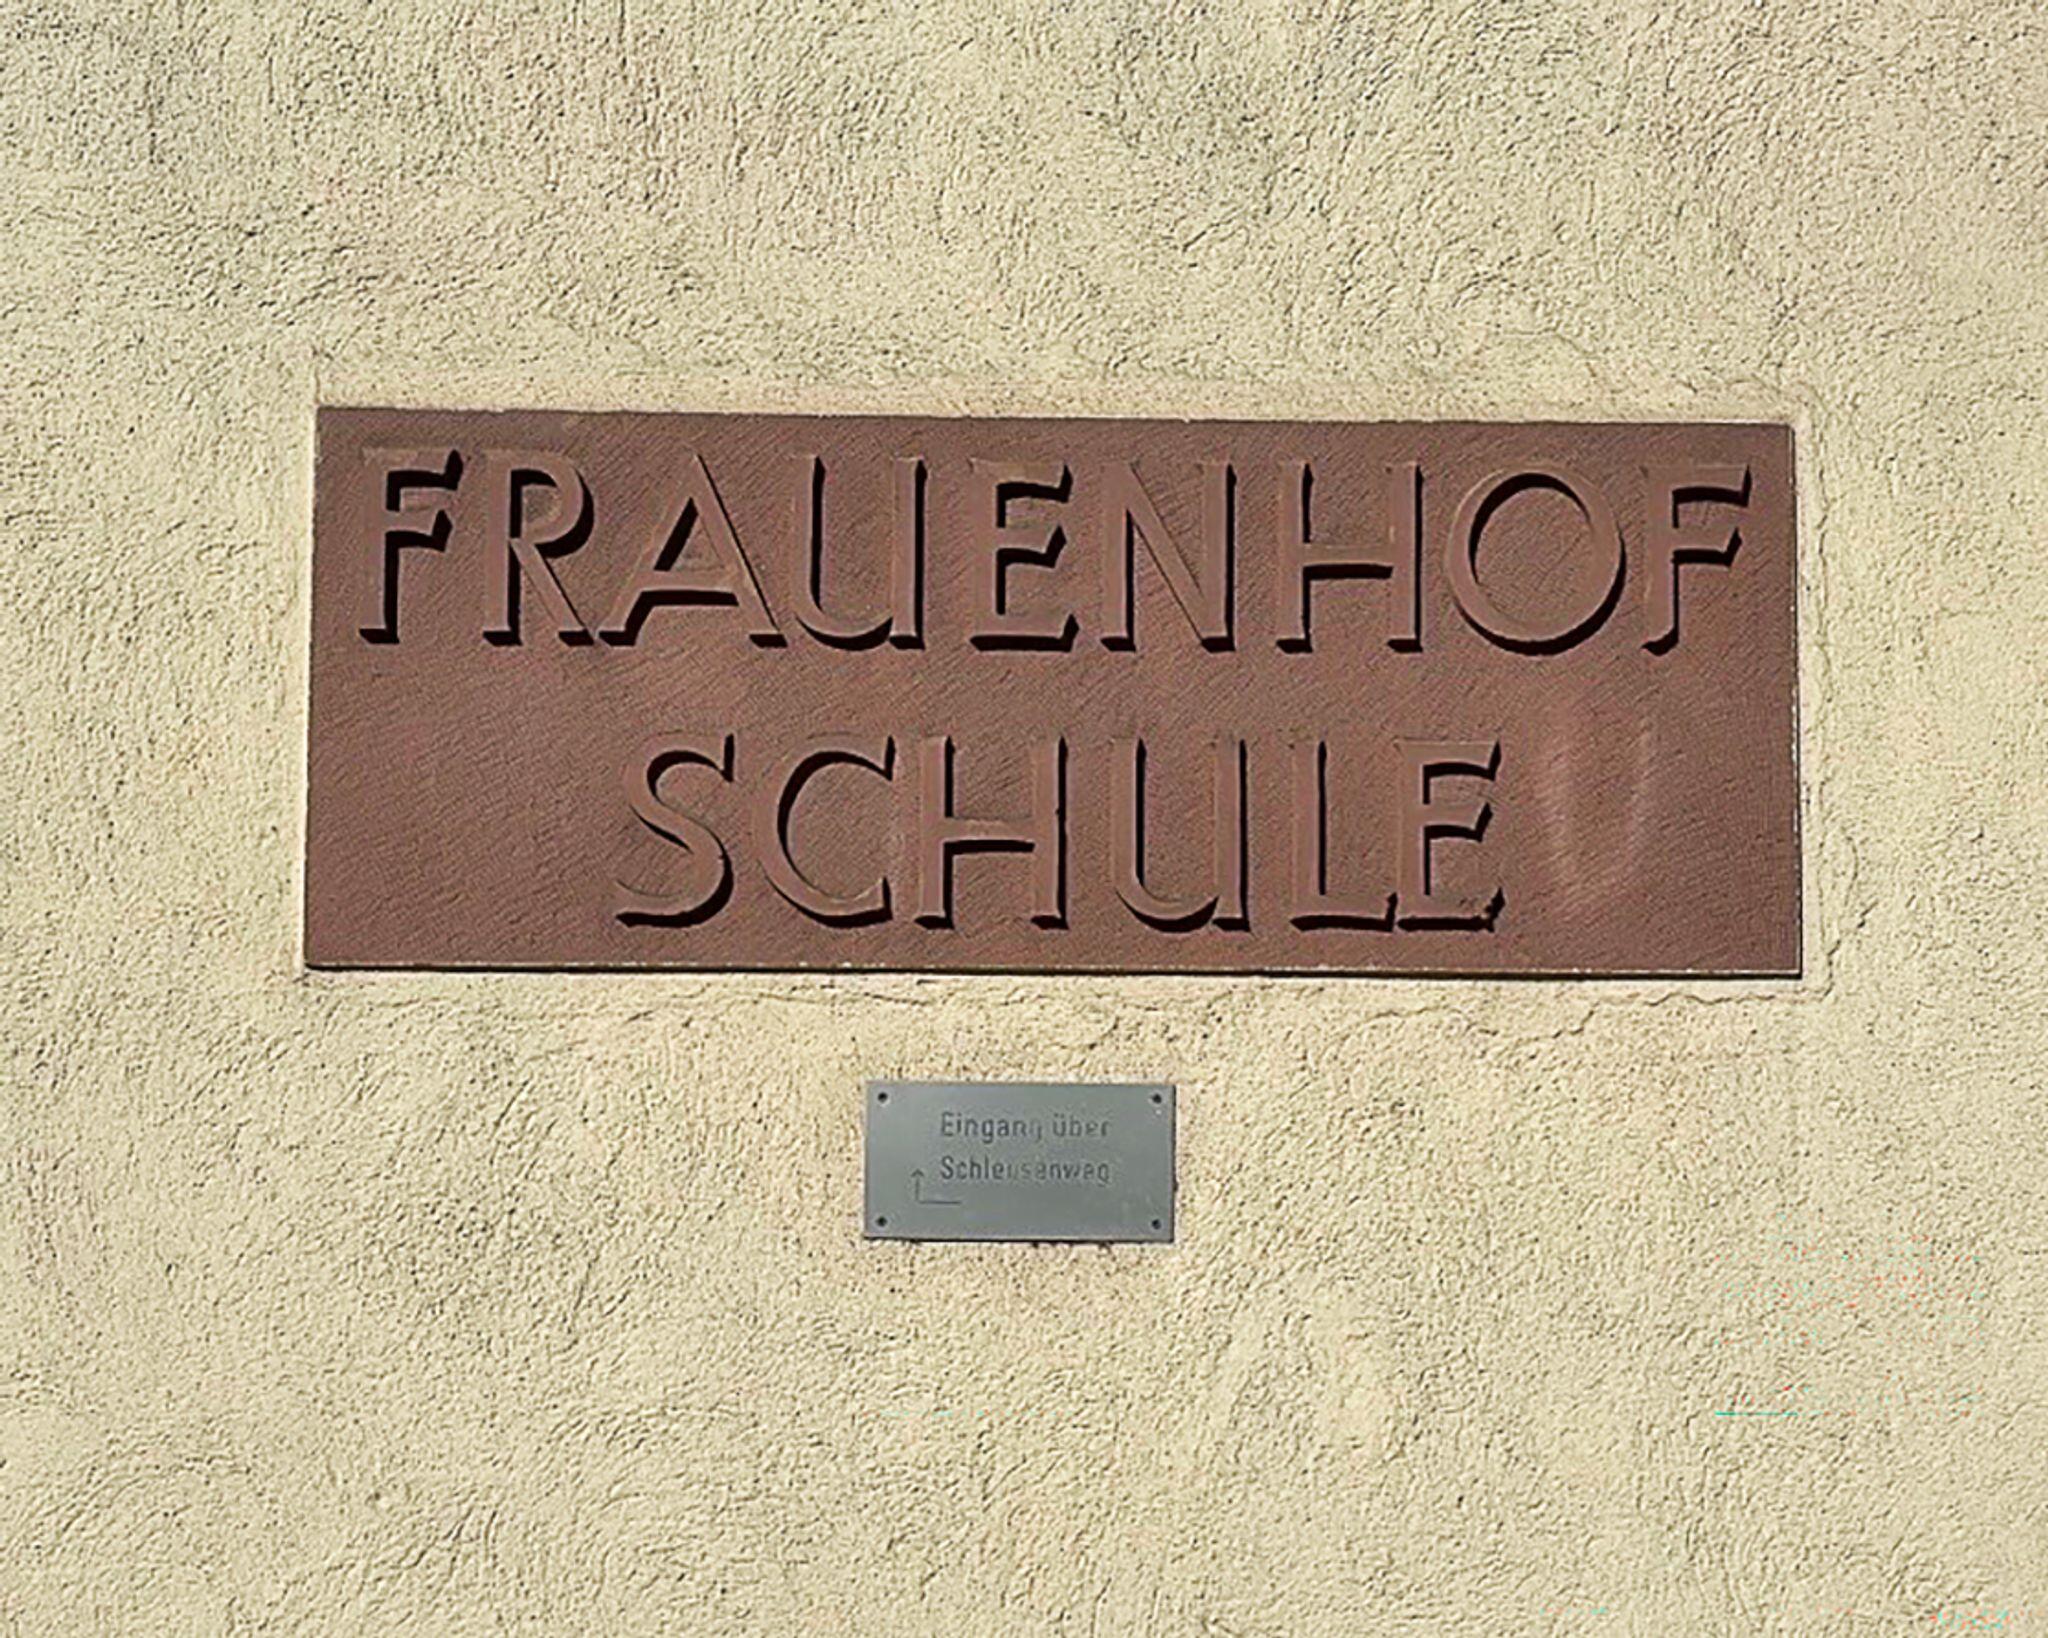 FRAUENHOF
SCHULE
Eingang über
Schleusenweg